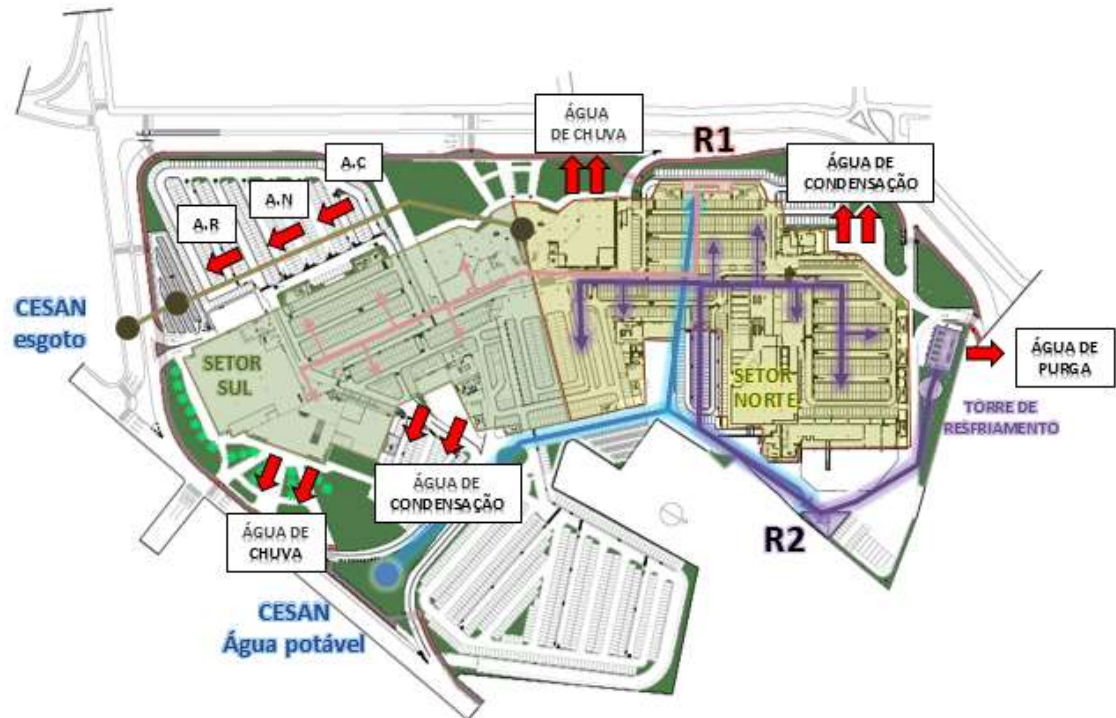 ÁGUA
DE CHUVA
R1
ÁGUA DE
CONDENSAÇÃO
A.C
A.N
A.R
CESAN
esgoto
SETOR
SUL
SETOR
NORTE
ÁGUA DE
PURGA
TORRE DE
RESFRIAMENTO
ÁGUA DE
CONDENSAÇÃO
ÁGUA DE
CHUVA
R2
CESAN
Água potável